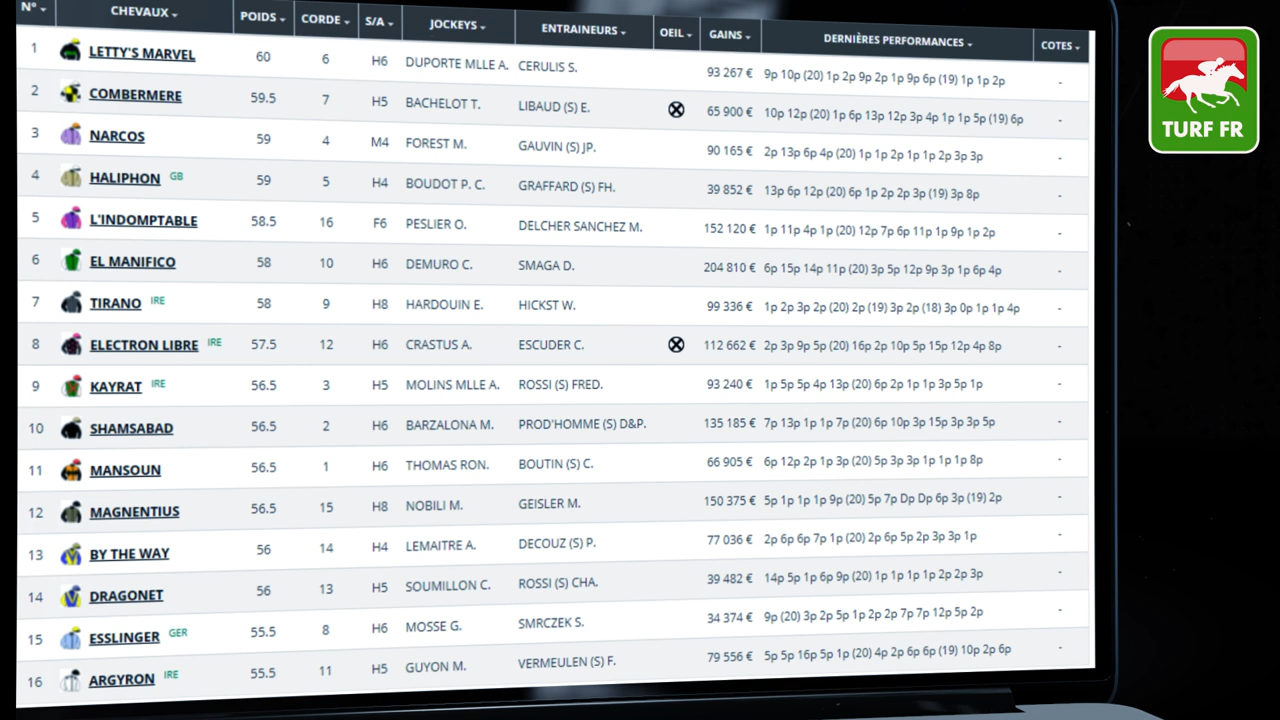 N° CHEVAUX POIDS CORDE S/A JOCKEYS ENTRAINEURS OEIL GAINS DERNIÈRES PERFORMANCES COTES
1 LETTY'S MARVEL 60 6 H6 DUPORTE MLLE A. CERULIS S. 93 267 € 9p 10p (20) 1p 2p 9p 2p 1p 9p 6p (19) 1p 1p 2p -
2 COMBERMERE 59.5 7 H5 BACHELOT T. LIBAUD (S) E. 65 900 € 10p 12p (20) 1p 6p 13p 12p 3p 4p 1p 1p 5p (19) 6p -
3 NARCOS 59 4 M4 FOREST M. GAUVIN (S) JP. 90 165 € 2p 13p 6p 4p (20) 1p 1p 2p 1p 1p 2p 3p 3p -
4 HALIPHON GB 59 5 H4 BOUDOT P. C. GRAFFARD (S) FH. 39 852 € 13p 6p 12p (20) 6p 1p 2p 2p 3p (19) 3p 8p -
5 L'INDOMPTABLE 58.5 16 F6 PESLIER O. DELCHER SANCHEZ M. 152 120 € 1p 11p 4p 1p (20) 12p 7p 6p 11p 1p 9p 1p 2p -
6 EL MANIFICO 58 10 H6 DEMURO C. SMAGA D. 204 810 € 6p 15p 14p 11p (20) 3p 5p 12p 9p 3p 1p 6p 4p -
7 TIRANO IRE 58 9 H8 HARDOUIN E. HICKST W. 99 336 € 1p 2p 3p 2p (20) 2p (19) 3p 2p (18) 3p 0p 1p 1p 4p -
8 ELECTRON LIBRE IRE 57.5 12 H6 CRASTUS A. ESCUDER C. 112 662 € 2p 3p 9p 5p (20) 16p 2p 10p 5p 15p 12p 4p 8p -
9 KAYRAT IRE 56.5 3 H5 MOLINS MLLE A. ROSSI (S) FRED. 93 240 € 1p 5p 5p 4p 13p (20) 6p 2p 1p 1p 3p 5p 1p -
10 SHAMSABAD 56.5 2 H6 BARZALONA M. PROD'HOMME (S) D&P. 135 185 € 7p 13p 1p 1p 7p (20) 6p 10p 3p 15p 3p 3p 5p -
11 MANSOUN 56.5 1 H6 THOMAS RON. BOUTIN (S) C. 66 905 € 6p 12p 2p 1p 3p (20) 5p 3p 3p 1p 1p 1p 8p -
12 MAGNENTIUS 56.5 15 H8 NOBILI M. GEISLER M. 150 375 € 5p 1p 1p 1p 9p (20) 5p 7p Dp Dp 6p 3p (19) 2p -
13 BY THE WAY 56 14 H4 LEMAITRE A. DECOUZ (S) P. 77 036 € 2p 6p 6p 7p 1p (20) 2p 6p 5p 2p 3p 3p 1p -
14 DRAGONET 56 13 H5 SOUMILLON C. ROSSI (S) CHA. 39 482 € 14p 5p 1p 6p 9p (20) 1p 1p 1p 1p 2p 2p 3p -
15 ESSLINGER GER 55.5 8 H6 MOSSE G. SMRCZEK S. 34 374 € 9p (20) 3p 2p 5p 1p 2p 2p 7p 7p 12p 5p 2p -
16 ARGYRON IRE 55.5 11 H5 GUYON M. VERMEULEN (S) F. 79 556 € 5p 5p 16p 5p 1p (20) 4p 2p 6p 6p (19) 10p 2p 6p -
TURF FR